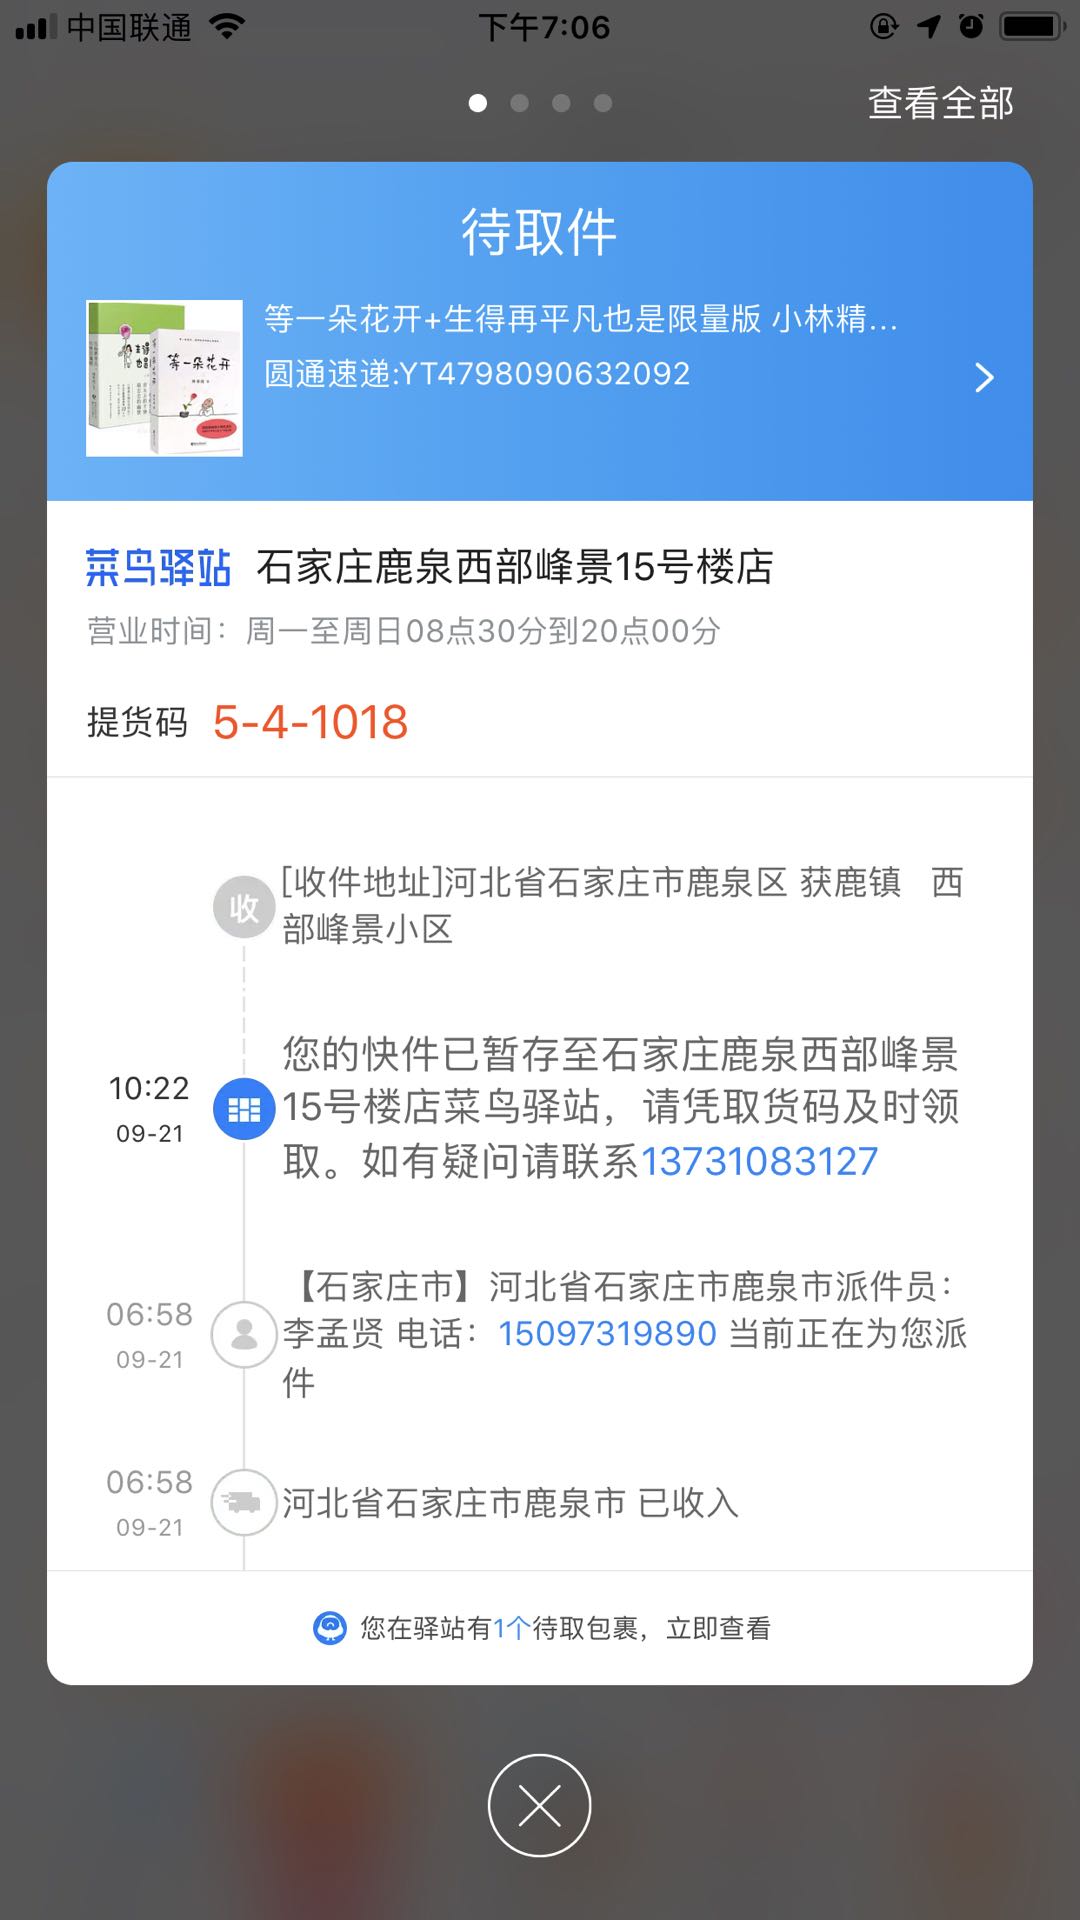 中国联通
下午7:06
查看全部
待取件
等一朵花开+生得再平凡也是限量版 小林精...
圆通速递:YT4798090632092
等一朵花开
菜鸟驿站 石家庄鹿泉西部峰景15号楼店
营业时间：周一至周日08点30分到20点00分
提货码 5-4-1018
收
[收件地址]河北省石家庄市鹿泉区 获鹿镇 西
部峰景小区
10:22
09-21
您的快件已暂存至石家庄鹿泉西部峰景
15号楼店菜鸟驿站，请凭取货码及时领
取。如有疑问请联系13731083127
06:58
09-21
【石家庄市】河北省石家庄市鹿泉市派件员：
李孟贤 电话：15097319890 当前正在为您派
件
06:58
09-21
河北省石家庄市鹿泉市 已收入
您在驿站有1个待取包裹，立即查看